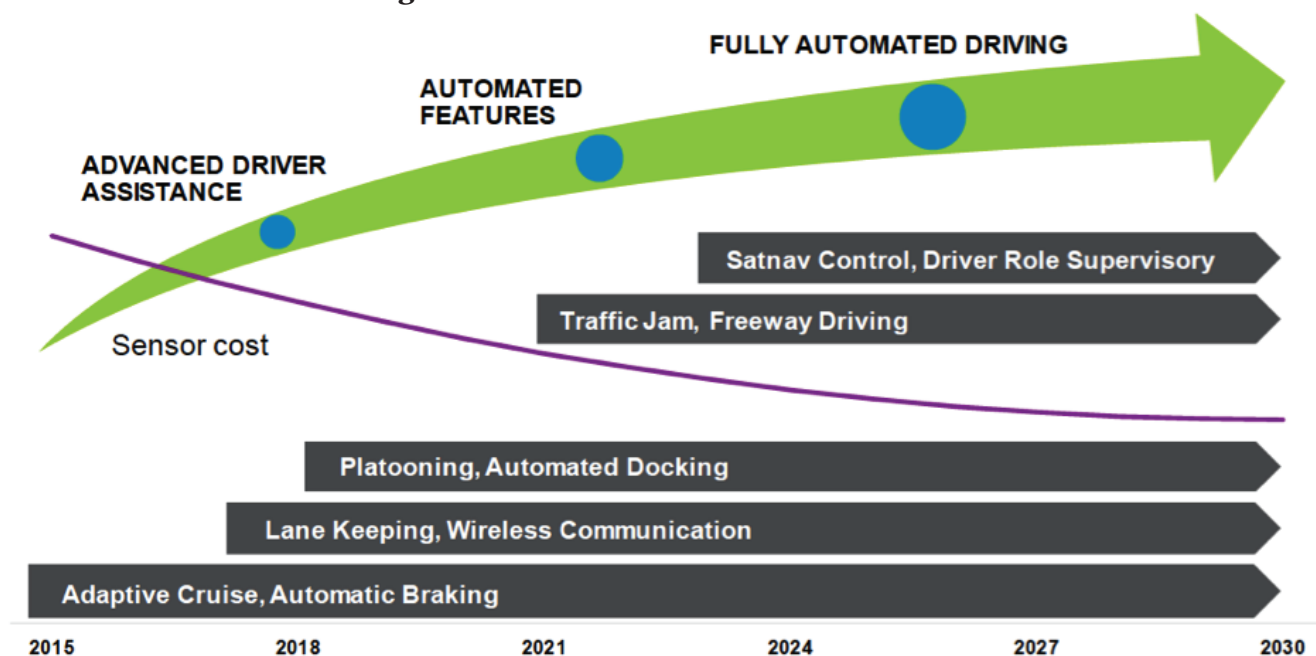 FULLY AUTOMATED DRIVING
AUTOMATED
FEATURES
ADVANCED DRIVER
ASSISTANCE
Satnav Control, Driver Role Supervisory
Traffic Jam, Freeway Driving
Sensor cost
Platooning, Automated Docking
Lane Keeping, Wireless Communication
Adaptive Cruise, Automatic Braking
2015 2018 2021 2024 2027 2030